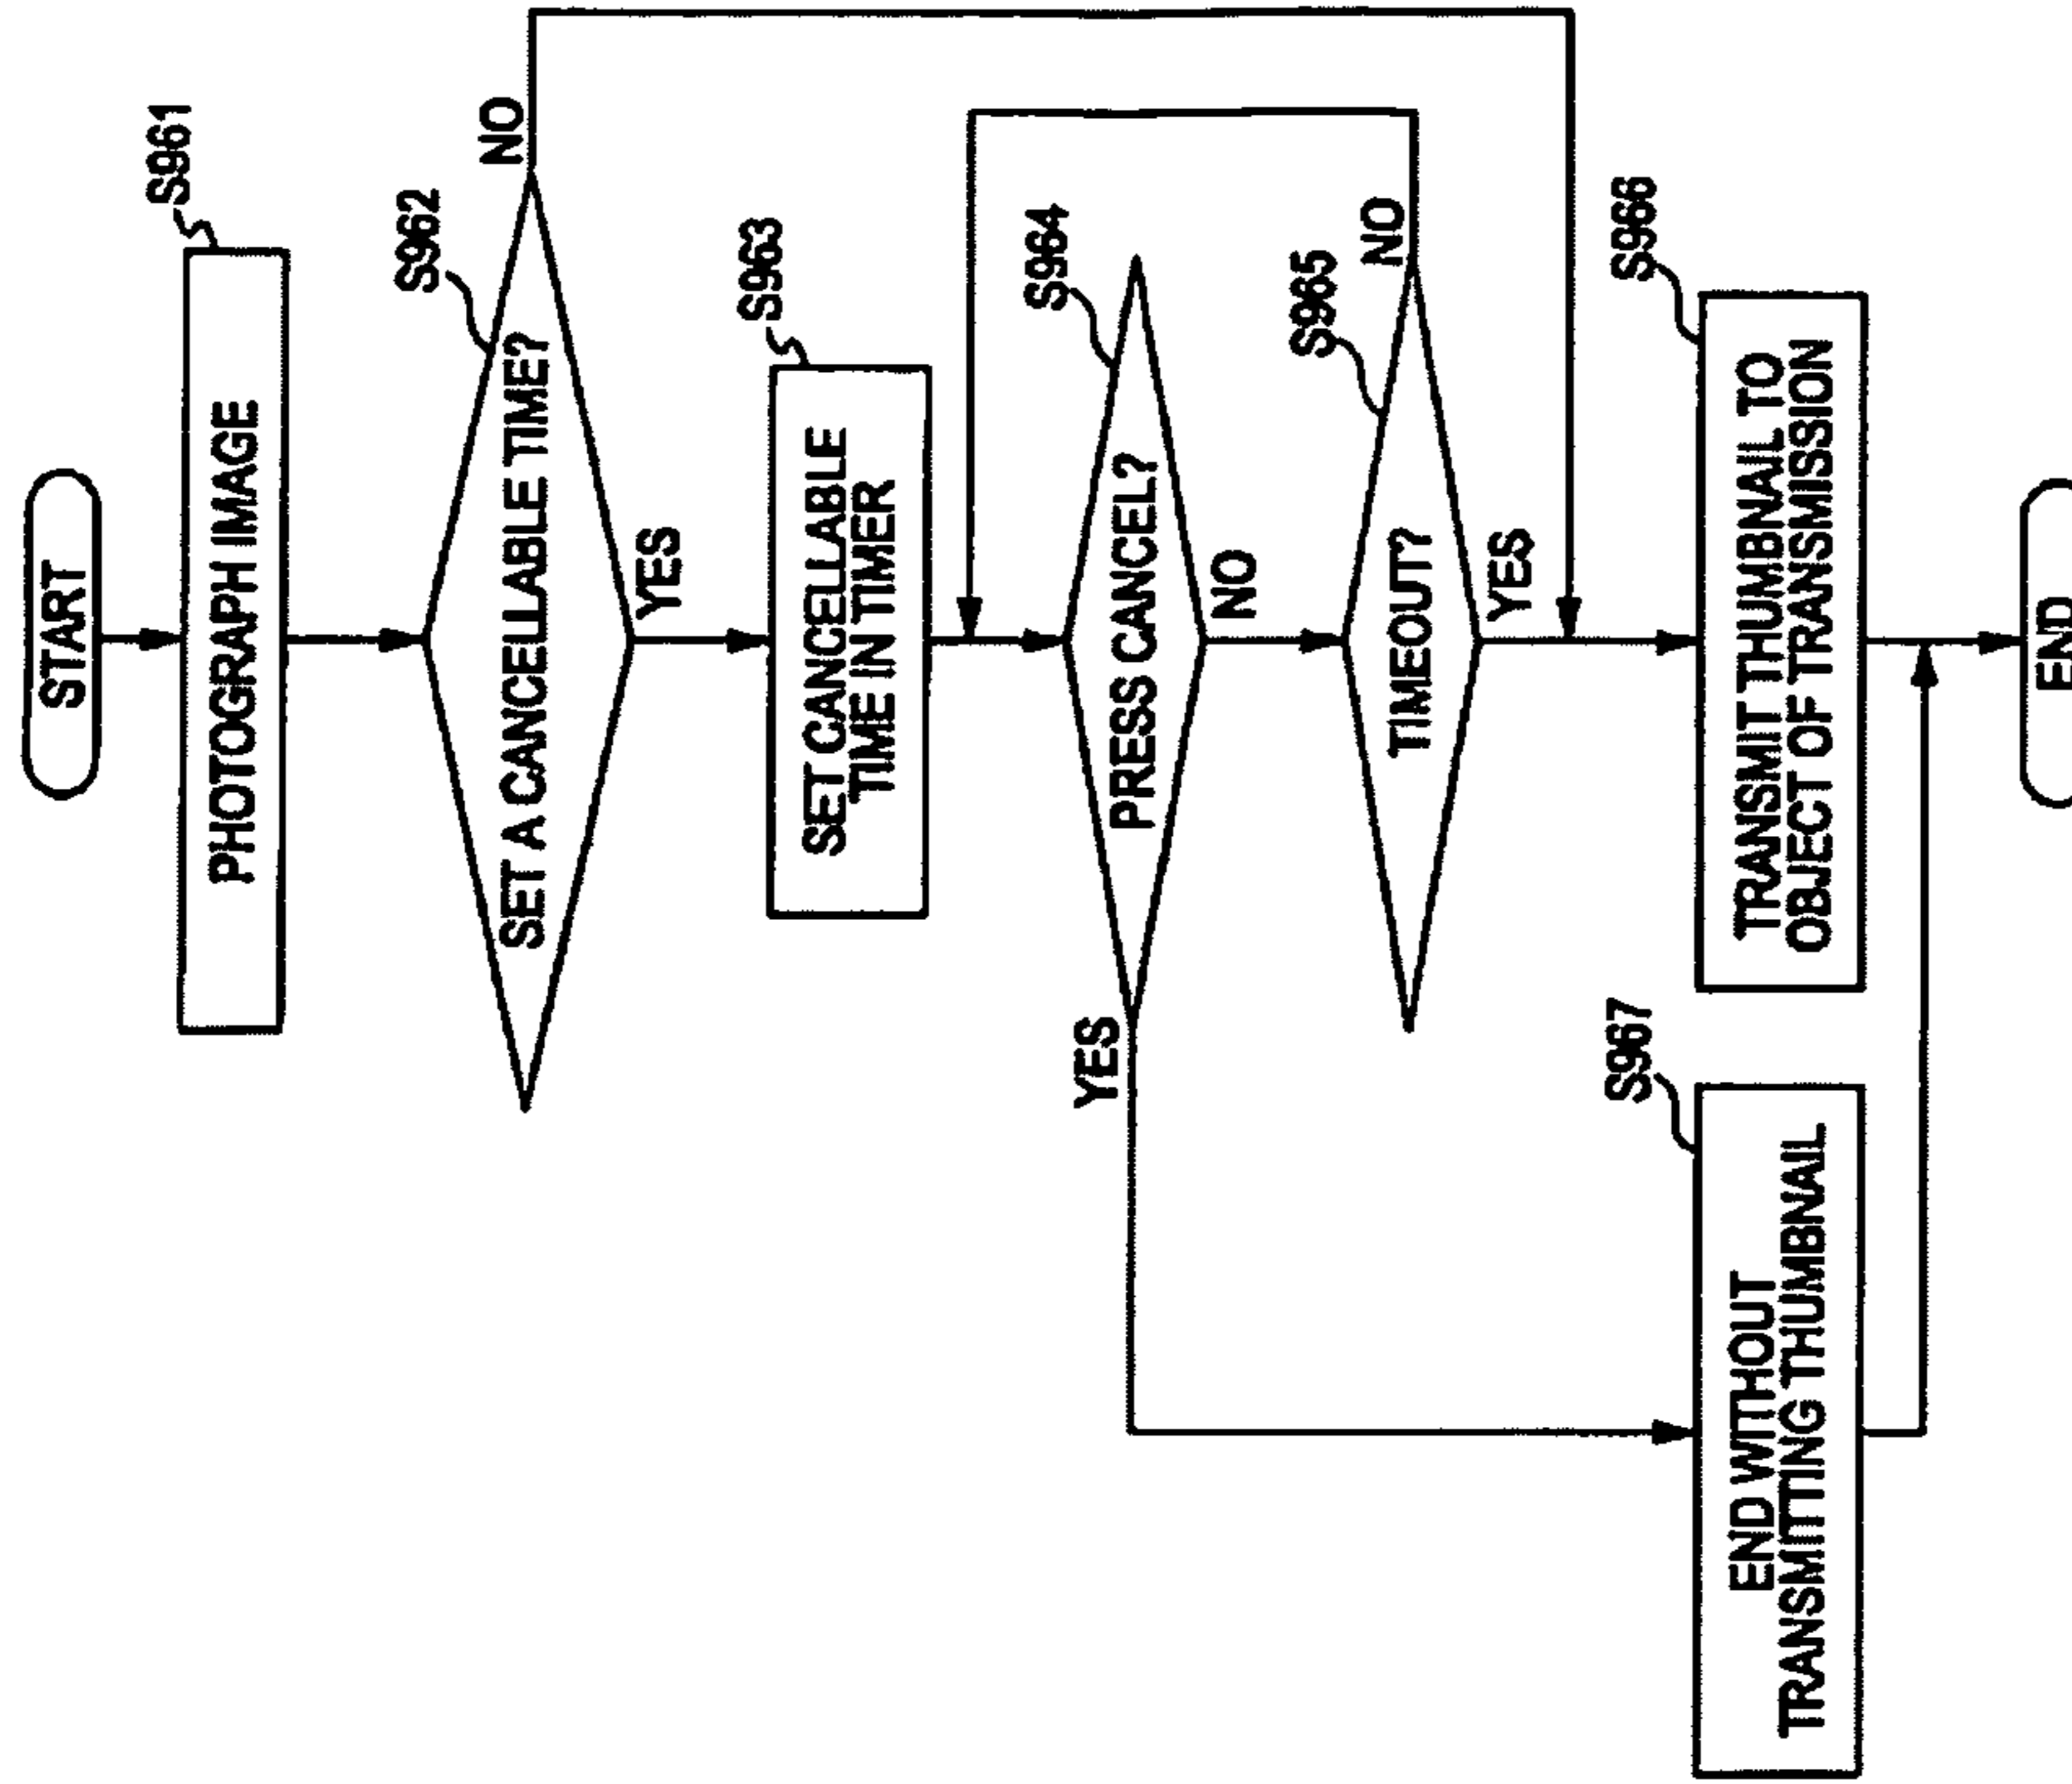 START
S961
PHOTOGRAPH IMAGE
S962
SET A CANCELLABLE TIME?
NO
YES
S963
SET CANCELLABLE
TIME IN TIMER
S964
PRESS CANCEL?
YES
NO
S965
TIMEOUT?
NO
YES
S966
TRANSMIT THUMBNAIL TO
OBJECT OF TRANSMISSION
S967
END WITHOUT
TRANSMITTING THUMBNAIL
END